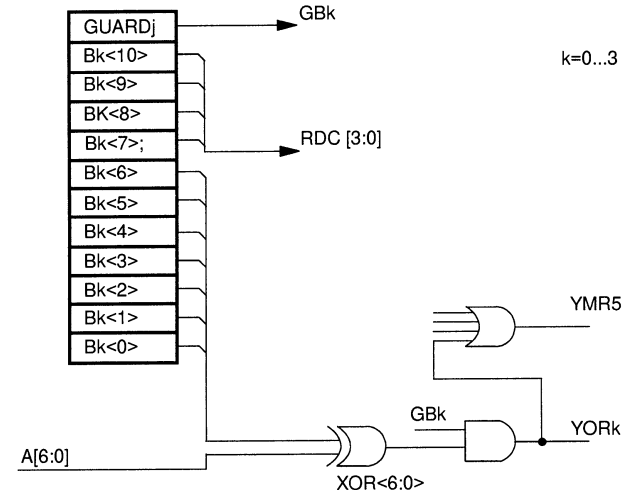 GUARDj
GBk
Bk<10>
k=0...3
Bk<9>
BK<8>
Bk<7>;
RDC [3:0]
Bk<6>
Bk<5>
Bk<4>
Bk<3>
Bk<2>
Bk<1>
YMR5
Bk<0>
GBk
YORk
A[6:0]
XOR<6:0>